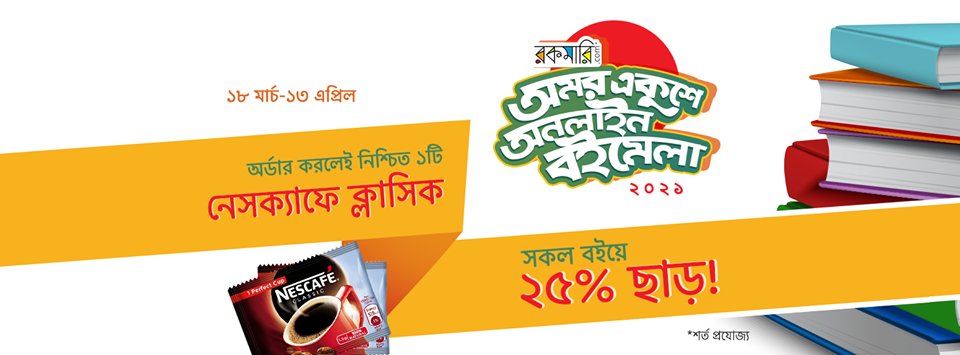 রকমারি.com
অমর একুশে
অনলাইন
বইমেলা
২০২১
১৮ মার্চ-১৩ এপ্রিল
অর্ডার করলেই নিশ্চিত ১টি
নেসক্যাফে ক্লাসিক
1 Perfect Cup
NESCAFÉ
CLASSIC
সকল বইয়ে
২৫% ছাড়!
*শর্ত প্রযোজ্য